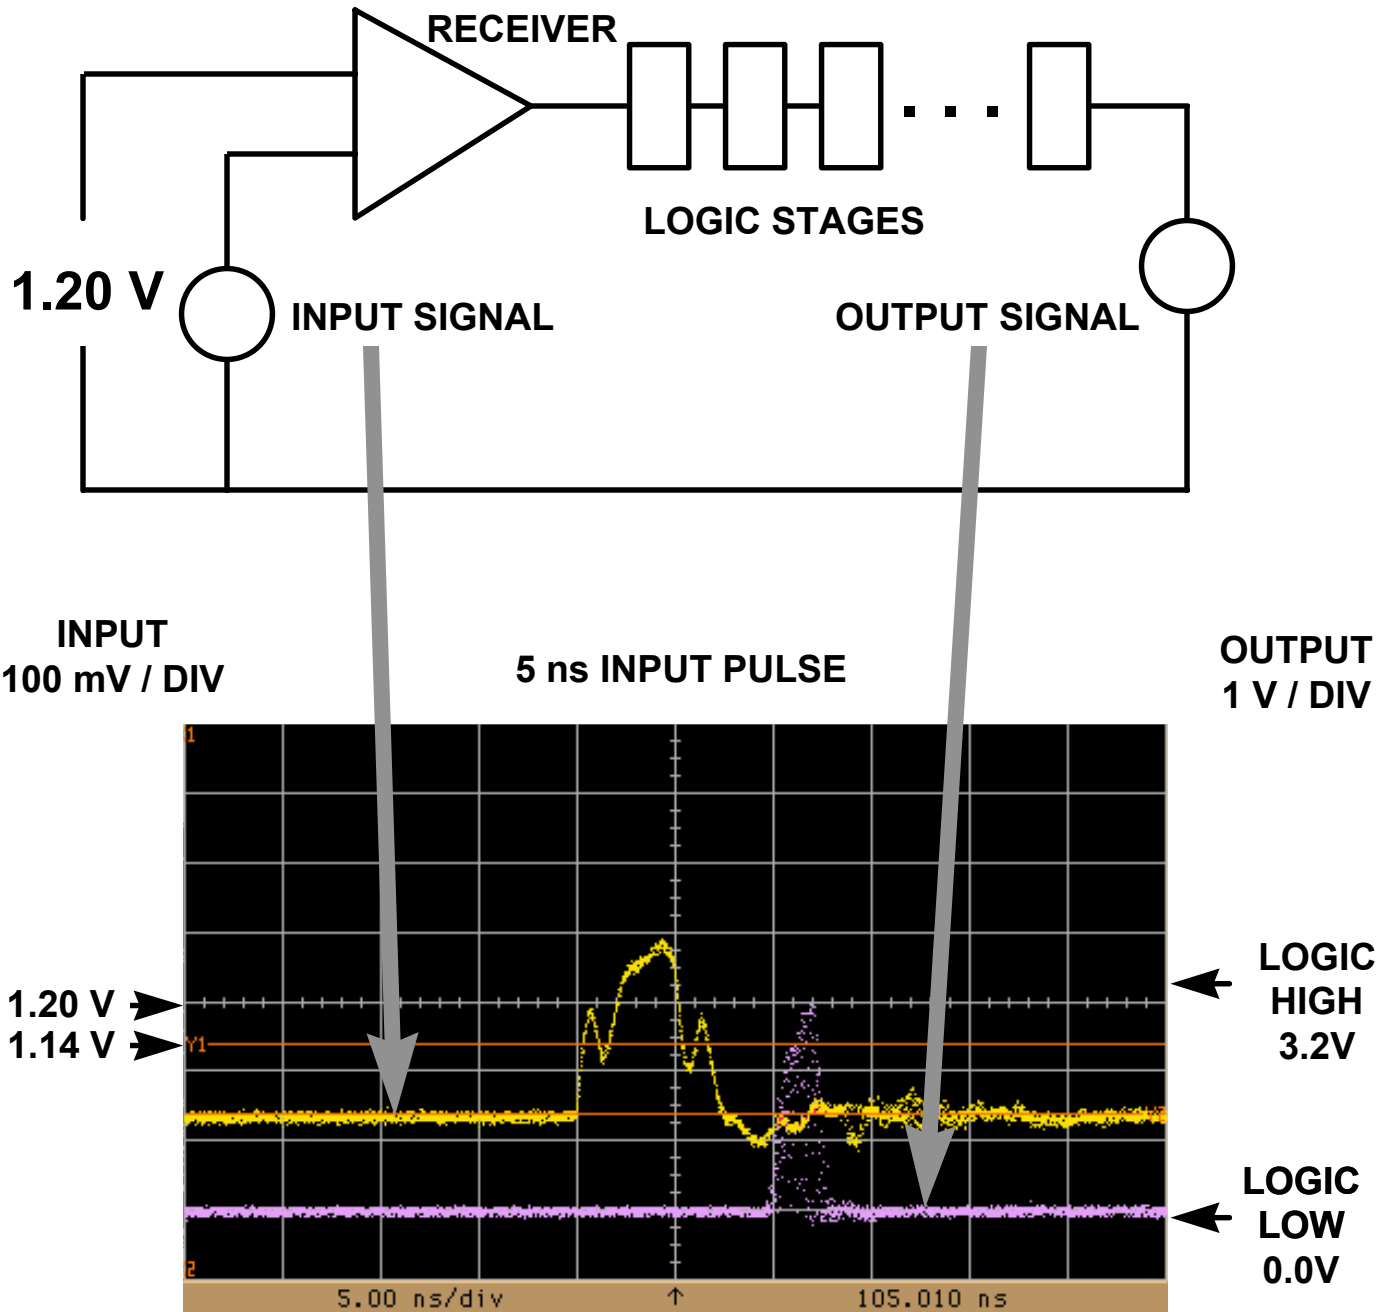 RECEIVER
LOGIC STAGES
1.20 V
INPUT SIGNAL
OUTPUT SIGNAL
INPUT
100 mV / DIV
5 ns INPUT PULSE
OUTPUT
1 V / DIV
1
1.20 V
1.14 V
Y1
LOGIC
HIGH
3.2V
LOGIC
LOW
0.0V
2
5.00 ns/div
105.010 ns